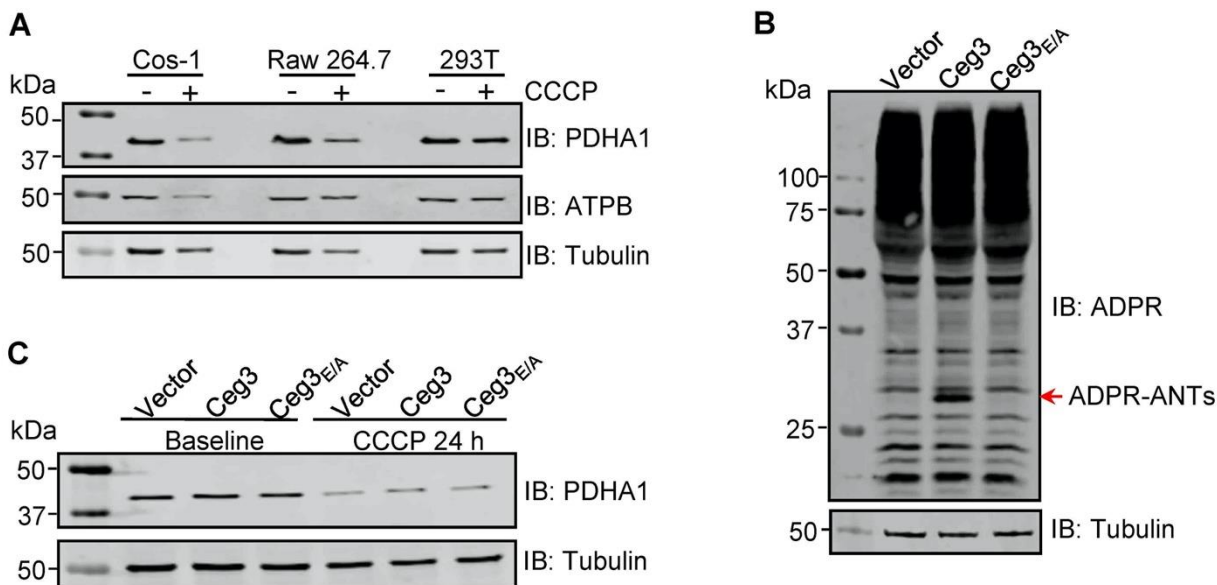 A
Cos-1 Raw 264.7 293T
kDa - + - + - + CCCP
50
37
IB: PDHA1
50
IB: ATPB
50
IB: Tubulin
B
Vector Ceg3 Ceg3E/A
kDa
100
75
50
37
25
IB: ADPR
ADPR-ANTs
50
IB: Tubulin
C
Vector Ceg3 Ceg3E/A Vector Ceg3 Ceg3E/A
kDa Baseline CCCP 24 h
50
37
IB: PDHA1
50
IB: Tubulin